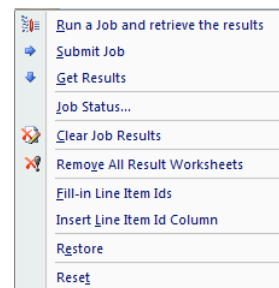 Run a Job and retrieve the results
Submit Job
Get Results
Job Status...
Clear Job Results
Remove All Result Worksheets
Fill-in Line Item Ids
Insert Line Item Id Column
Restore
Reset